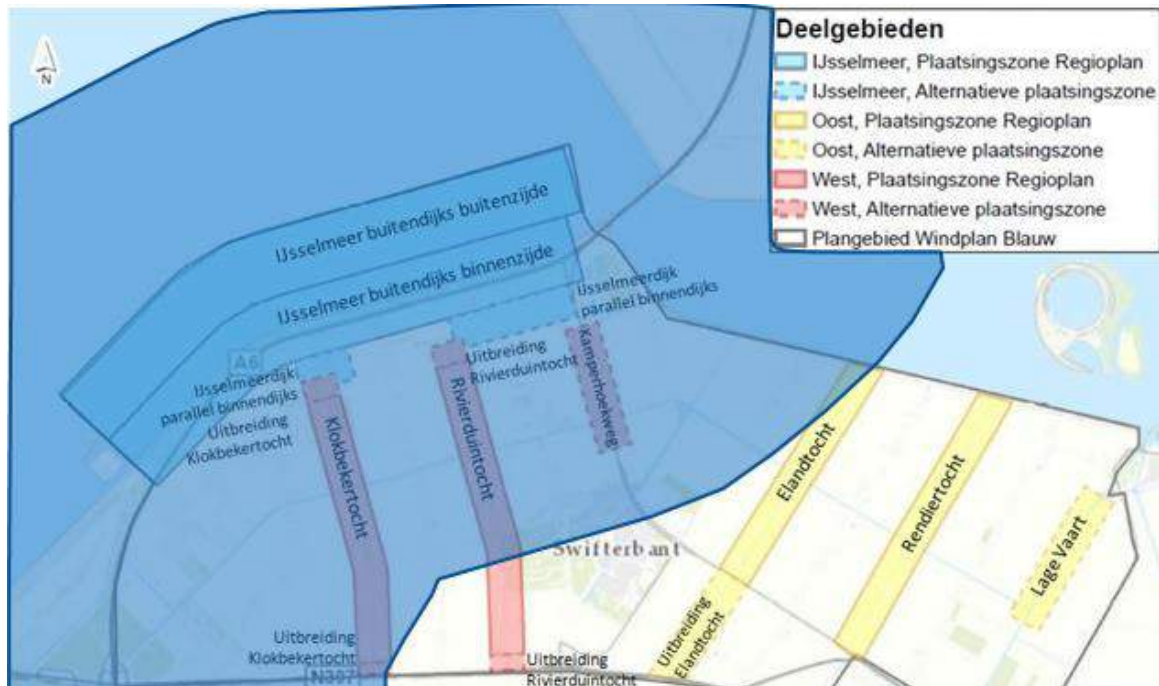 Deelgebieden
IJsselmeer, Plaatsingszone Regioplan
IJsselmeer, Alternatieve plaatsingszone
Oost, Plaatsingszone Regioplan
Oost, Alternatieve plaatsingszone
West, Plaatsingszone Regioplan
West, Alternatieve plaatsingszone
Plangebied Windplan Blauw
N
IJsselmeer buitendijks buitenzijde
IJsselmeer buitendijks binnenzijde
IJsselmeerdijk
parallel binnendijks
A6
Uitbreiding
Rivierduintocht
Kamperhoekweg
IJsselmeerdijk
parallel binnendijks
Uitbreiding
Klokbekertocht
Klokbekertocht
Rivierduintocht
Elandtocht
Rendiertocht
Lage Vaart
Swifterbant
Uitbreiding
Elandtocht
Uitbreiding
Klokbekertocht
N307
Uitbreiding
Rivierduintocht